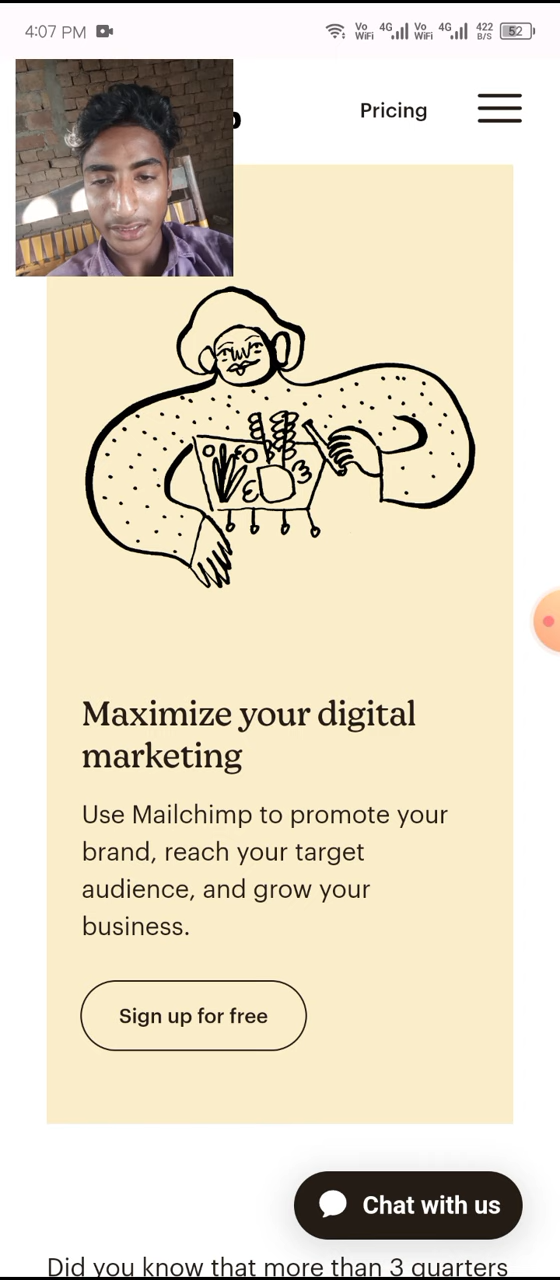 4:07 PM
Vo WiFi 4G Vo WiFi 4G 422 B/S 52
Pricing
Maximize your digital
marketing
Use Mailchimp to promote your
brand, reach your target
audience, and grow your
business.
Sign up for free
Chat with us
Did you know that more than 3 quarters